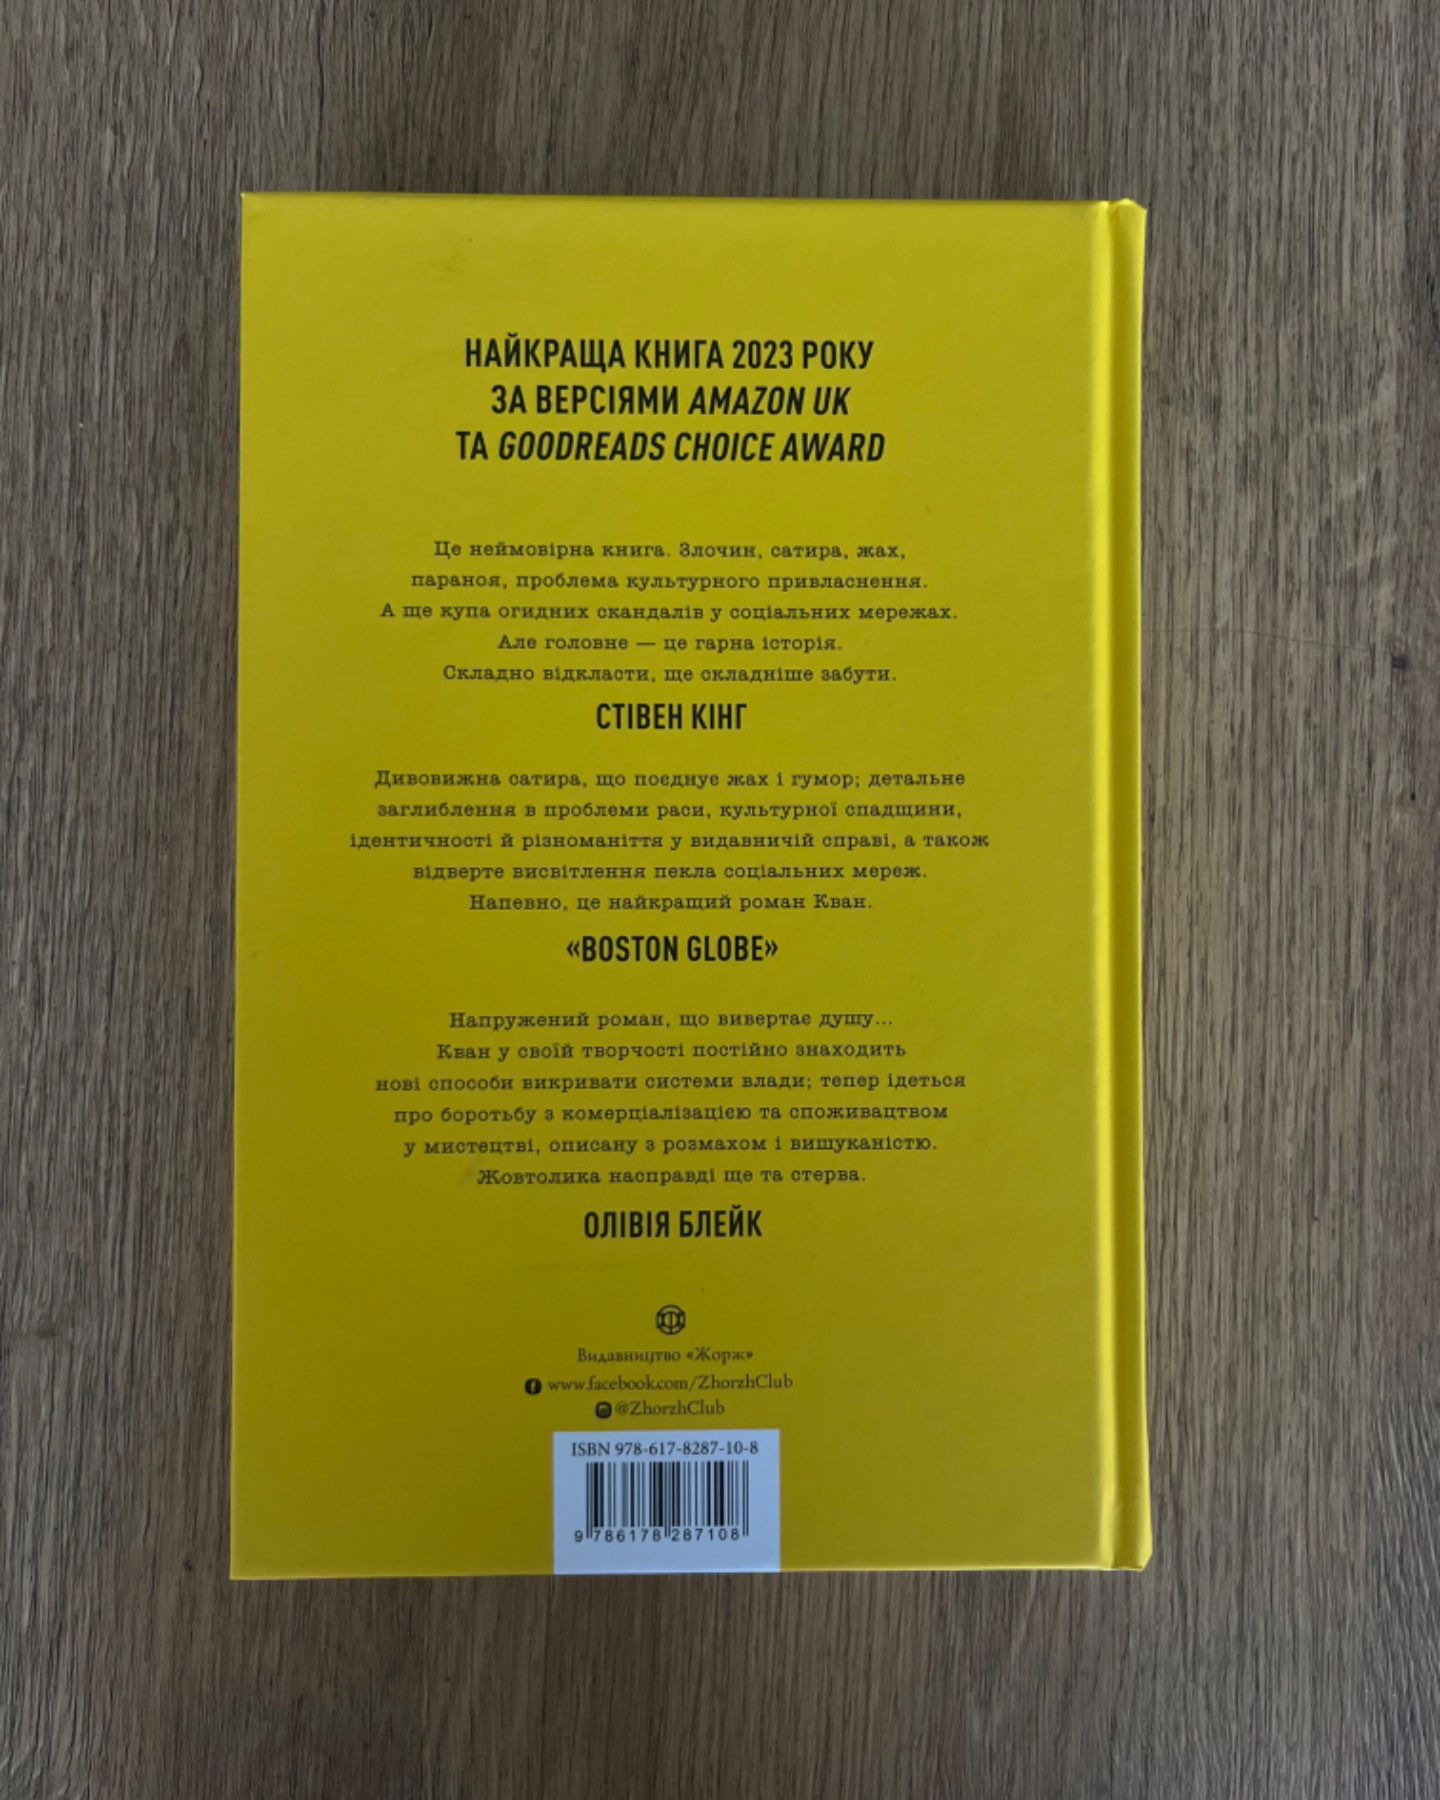 НАЙКРАЩА КНИГА 2023 РОКУ
ЗА ВЕРСІЯМИ AMAZON UK
ТА GOODREADS CHOICE AWARD
Це неймовірна книга. Злочин, сатира, жах,
параноя, проблема культурного привласнення.
А ще купа огидних скандалів у соціальних мережах.
Але головне — це гарна історія.
Складно відкласти, ще складніше забути.
СТІВЕН КІНГ
Дивовижна сатира, що поєднує жах і гумор; детальне
заглиблення в проблеми раси, культурної спадщини,
ідентичності й різноманіття у видавничій справі, а також
відверте висвітлення пекла соціальних мереж.
Напевно, це найкращий роман Кван.
«BOSTON GLOBE»
Напружений роман, що вивертає душу...
Кван у своїй творчості постійно знаходить
нові способи викривати системи влади; тепер ідеться
про боротьбу з комерціалізацією та споживацтвом
у мистецтві, описану з розмахом і вишуканістю.
Жовтолика насправді ще та стерва.
ОЛІВІЯ БЛЕЙК
Видавництво «Жорж»
www.facebook.com/ZhorzhClub
@ZhorzhClub
ISBN 978-617-8287-10-8
9 786178 287108